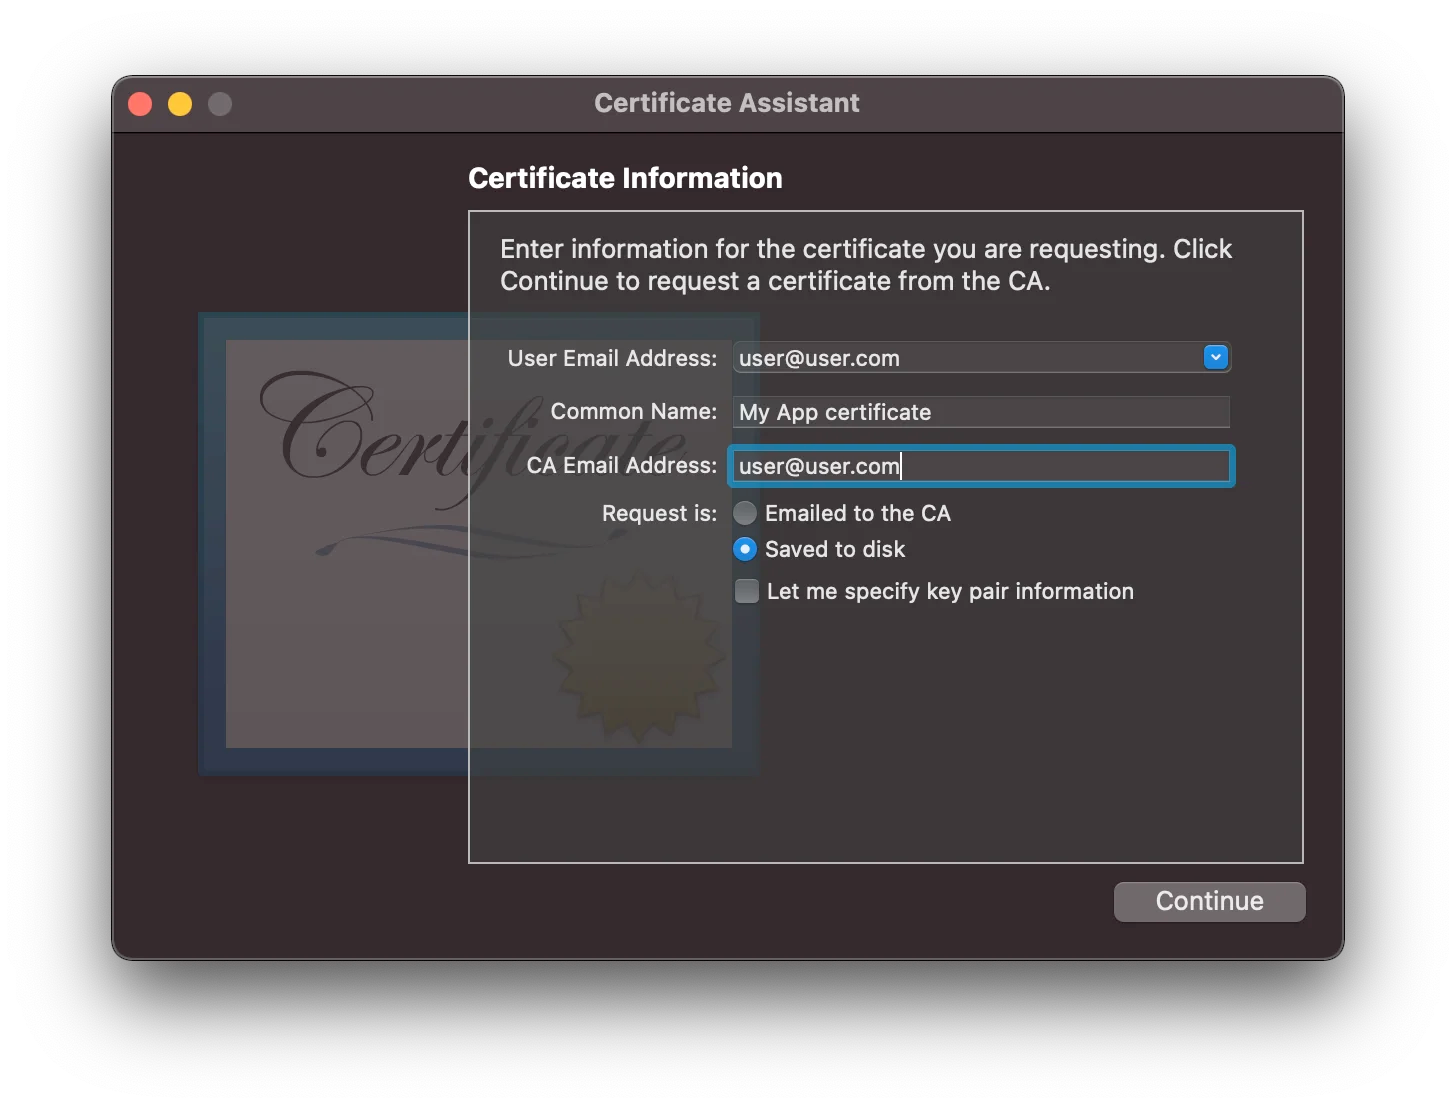 Certificate Assistant
Certificate Information
Enter information for the certificate you are requesting. Click
Continue to request a certificate from the CA.
Certificate
User Email Address: user@user.com
Common Name: My App certificate
CA Email Address: user@user.com
Request is: Emailed to the CA
Saved to disk
Let me specify key pair information
Continue